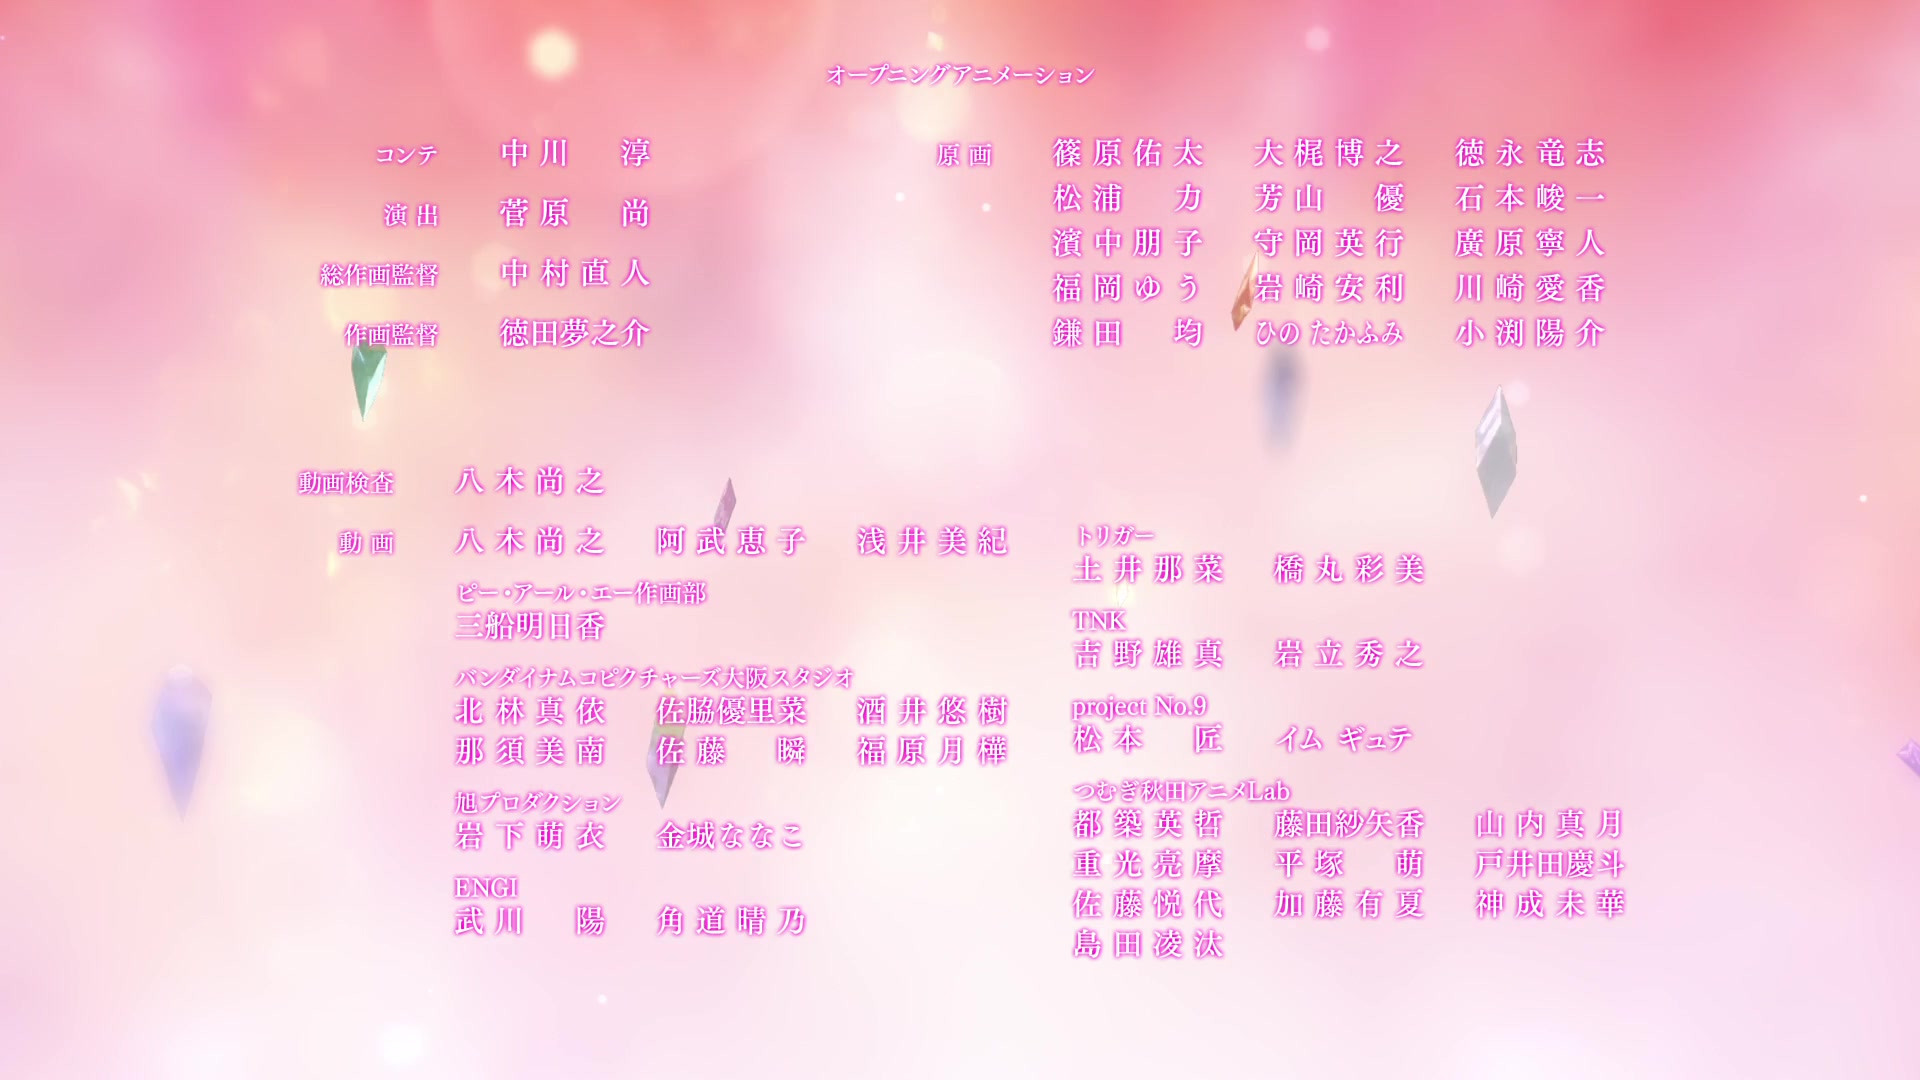 オープニングアニメーション
コンテ 中川 淳
演出 菅原 尚
総作画監督 中村直人
作画監督 徳田夢之介
原画 篠原佑太 大梶博之 徳永竜志
松浦 力 芳山 優 石本峻一
濱中朋子 守岡英行 廣原寧人
福岡ゆう 岩崎安利 川崎愛香
鎌田 均 ひの たかふみ 小渕陽介
動画検査 八木尚之
動画 八木尚之 阿武恵子 浅井美紀
ピー・アール・エー作画部
三船明日香
バンダイナムコピクチャーズ大阪スタジオ
北林真依 佐脇優里菜 酒井悠樹
那須美南 佐藤 瞬 福原月樺
旭プロダクション
岩下萌衣 金城ななこ
ENGI
武川 陽 角道晴乃
トリガー
土井那菜 橋丸彩美
TNK
吉野雄真 岩立秀之
project No.9
松本 匠 イム ギュテ
つむぎ秋田アニメLab
都築英哲 藤田紗矢香 山内真月
重光亮摩 平塚 萌 戸井田慶斗
佐藤悦代 加藤有夏 神成未華
島田凌汰